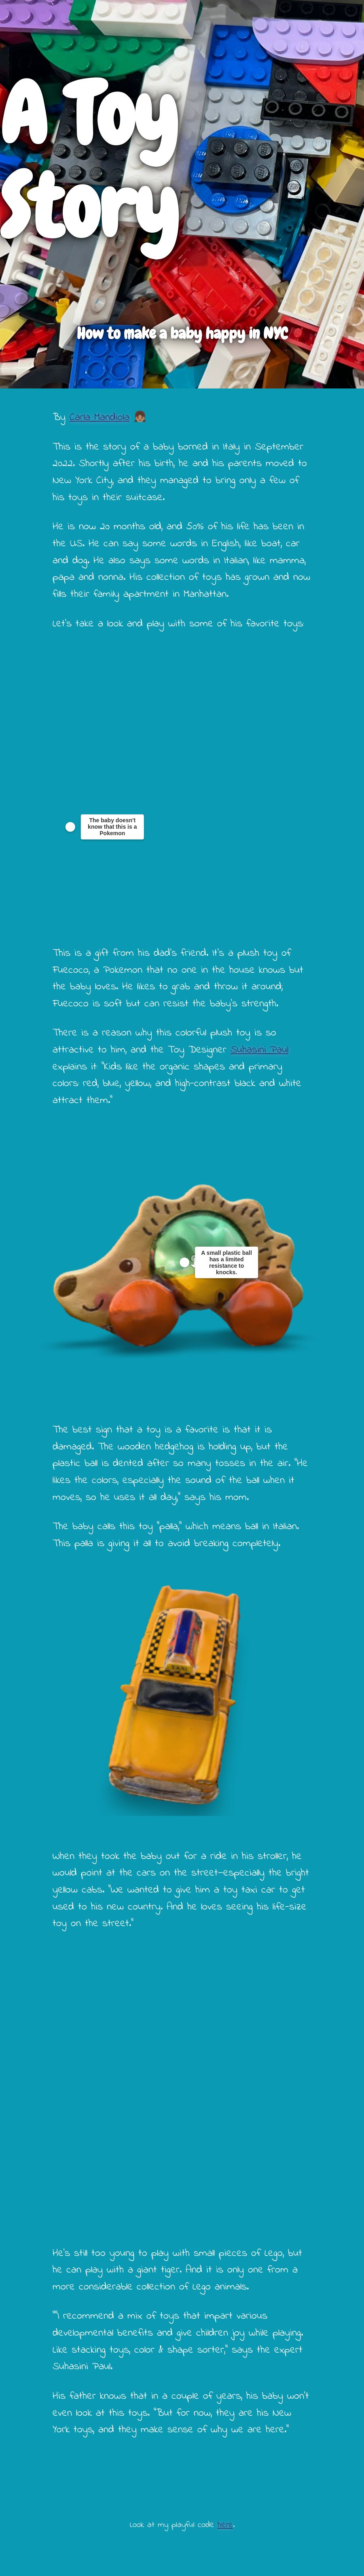 A Toy
Story
How to make a baby happy in NYC
By Carla Mandiola
This is the story of a baby borned in Italy in September
2022. Shortly after his birth, he and his parents moved to
New York City, and they managed to bring only a few of
his toys in their suitcase.
He is now 20 months old, and 50% of his life has been in
the U.S. He can say some words in English, like boat, car
and dog. He also says some words in Italian, like mamma,
papa and nonna. His collection of toys has grown and now
fills their family apartment in Manhattan.
Let's take a look and play with some of his favorite toys:
The baby doesn't
know that this is a
Pokemon
This is a gift from his dad's friend. It's a plush toy of
Fuecoco, a Pokemon that no one in the house knows but
the baby loves. He likes to grab and throw it around;
Fuecoco is soft but can resist the baby's strength.
There is a reason why this colorful plush toy is so
attractive to him, and the Toy Designer Suhasini Paul
explains it "Kids like the organic shapes and primary
colors: red, blue, yellow, and high-contrast black and white
attract them."
A small plastic ball
has a limited
resistance to
knocks.
The best sign that a toy is a favorite is that it is
damaged. The wooden hedgehog is holding up, but the
plastic ball is dented after so many tosses in the air. "He
likes the colors, especially the sound of the ball when it
moves, so he uses it all day," says his mom.
The baby calls this toy "palla," which means ball in Italian.
This palla is giving it all to avoid breaking completely.
TAXI
When they took the baby out for a ride in his stroller, he
would point at the cars on the street—especially the bright
yellow cabs. "We wanted to give him a toy taxi car to get
used to his new country. And he loves seeing his life-size
toy on the street."
He's still too young to play with small pieces of Lego, but
he can play with a giant tiger. And it is only one from a
more considerable collection of Lego animals.
"I recommend a mix of toys that impart various
developmental benefits and give children joy while playing.
Like stacking toys, color & shape sorter," says the expert
Suhasini Paul.
His father knows that in a couple of years, his baby won't
even look at this toys. "But for now, they are his New
York toys, and they make sense of why we are here."
Look at my playful code here.